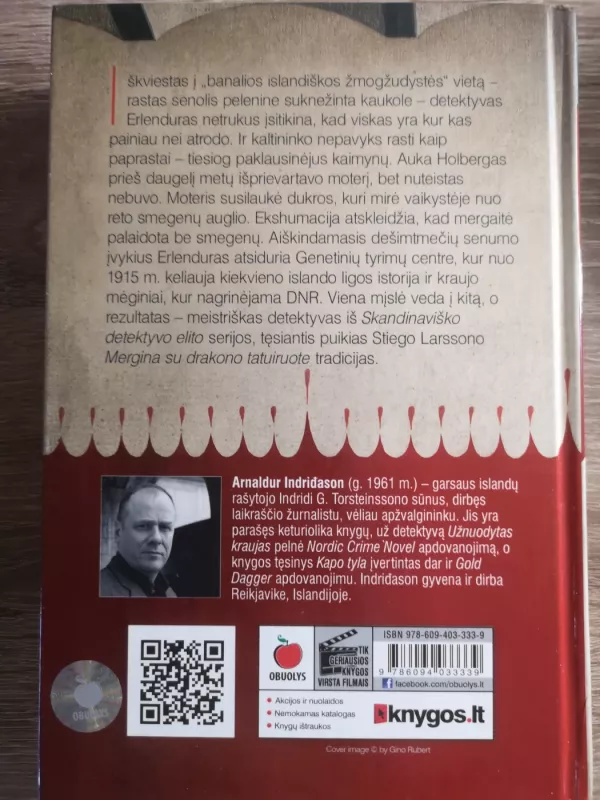 Iškviestas į „banalios islandiškos žmogžudystės“ vietą –
rastas senolis pelenine suknežinta kaukole – detektyvas
Erlenduras netrukus įsitikina, kad viskas yra kur kas
painiau nei atrodo. Ir kaltininko nepavyks rasti kaip
paprastai – tiesiog paklausinėjus kaimynų. Auka Holbergas
prieš daugelį metų išprievartavo moterį, bet nuteistas
nebuvo. Moteris susilaukė dukros, kuri mirė vaikystėje nuo
reto smegenų auglio. Ekshumacija atskleidžia, kad mergaitė
palaidota be smegenų. Aiškindamasis dešimtmečių senumo
įvykius Erlenduras atsiduria Genetinių tyrimų centre, kur nuo
1915 m. keliauja kiekvieno islando ligos istorija ir kraujo
mėginiai, kur nagrinėjama DNR. Viena mįslė veda į kitą, o
rezultatas – meistriškas detektyvas iš Skandinaviško
detektyvo elito serijos, tęsiantis puikias Stiego Larssono
Mergina su drakono tatuiruote tradicijas.
Arnaldur Indriđason (g. 1961 m.) – garsaus islandų
rašytojo Indridi G. Torsteinssono sūnus, dirbęs
laikraščio žurnalistu, vėliau apžvalgininku. Jis yra
parašęs keturiolika knygų, už detektyvą Užnuodytas
kraujas pelnė Nordic Crime Novel apdovanojimą, o
knygos tęsinys Kapo tyla įvertintas dar ir Gold
Dagger apdovanojimu. Indriđason gyvena ir dirba
Reikjavike, Islandijoje.
OBUOLYS
OBUOLYS
TIK
GERIAUSIOS
KNYGOS
VIRSTA FILMAIS
ISBN 978-609-403-333-9
9 786094 033339
facebook.com/obuolys.lt
Akcijos ir nuolaidos
Nemokamas katalogas
Knygų ištraukos
knygos.lt
Cover image © by Gino Rubert